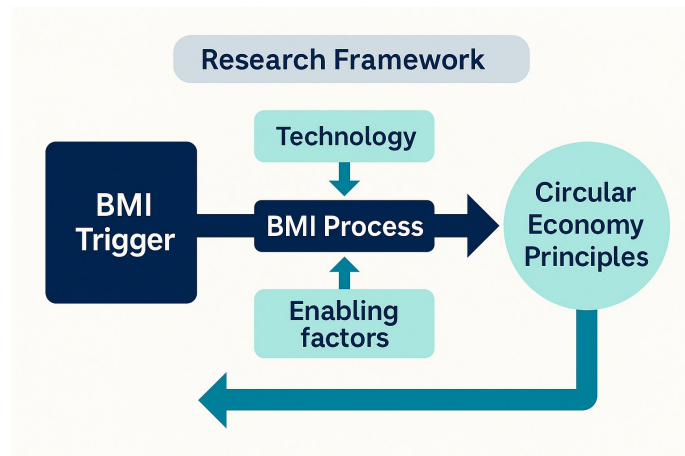 Research Framework
Technology
BMI
Trigger
BMI Process
Circular
Economy
Principles
Enabling
factors